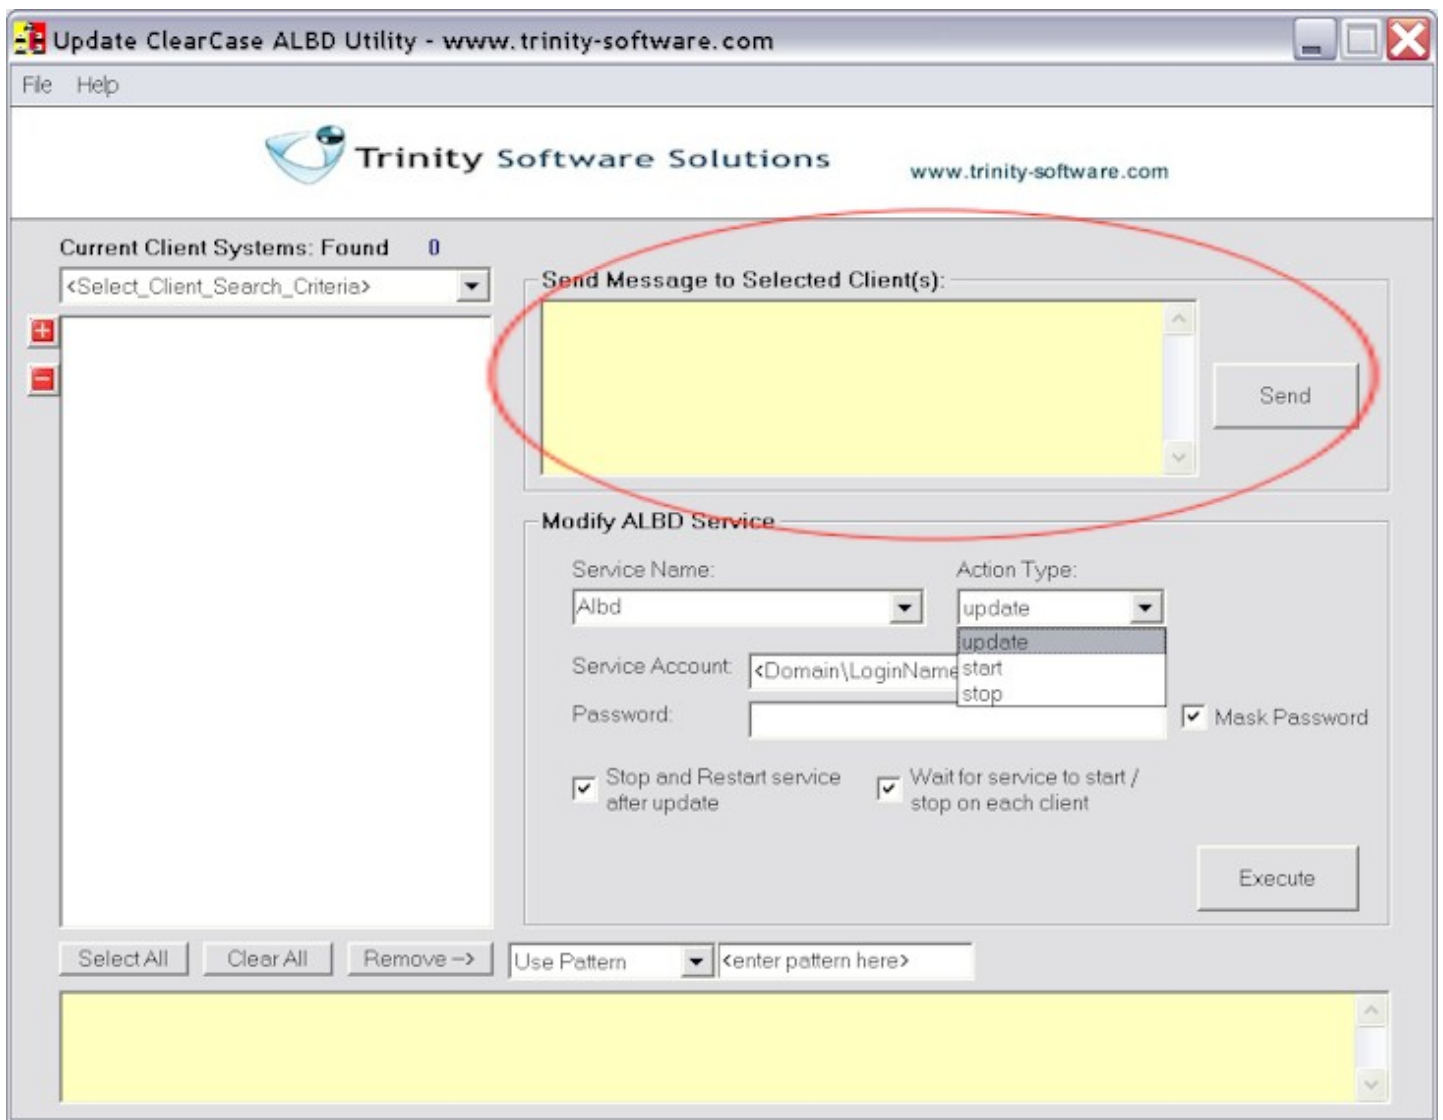 Update ClearCase ALBD Utility - www.trinity-software.com
File Help
Trinity Software Solutions
www.trinity-software.com
Current Client Systems: Found 0
<Select_Client_Search_Criteria>
Send Message to Selected Client(s):
Send
Modify ALBD Service
Service Name: Action Type:
Albd update
update
start
stop
Service Account: <Domain\LoginName
Password:
Mask Password
Stop and Restart service
after update
Wait for service to start /
stop on each client
Execute
Select All Clear All Remove -> Use Pattern <enter pattern here>